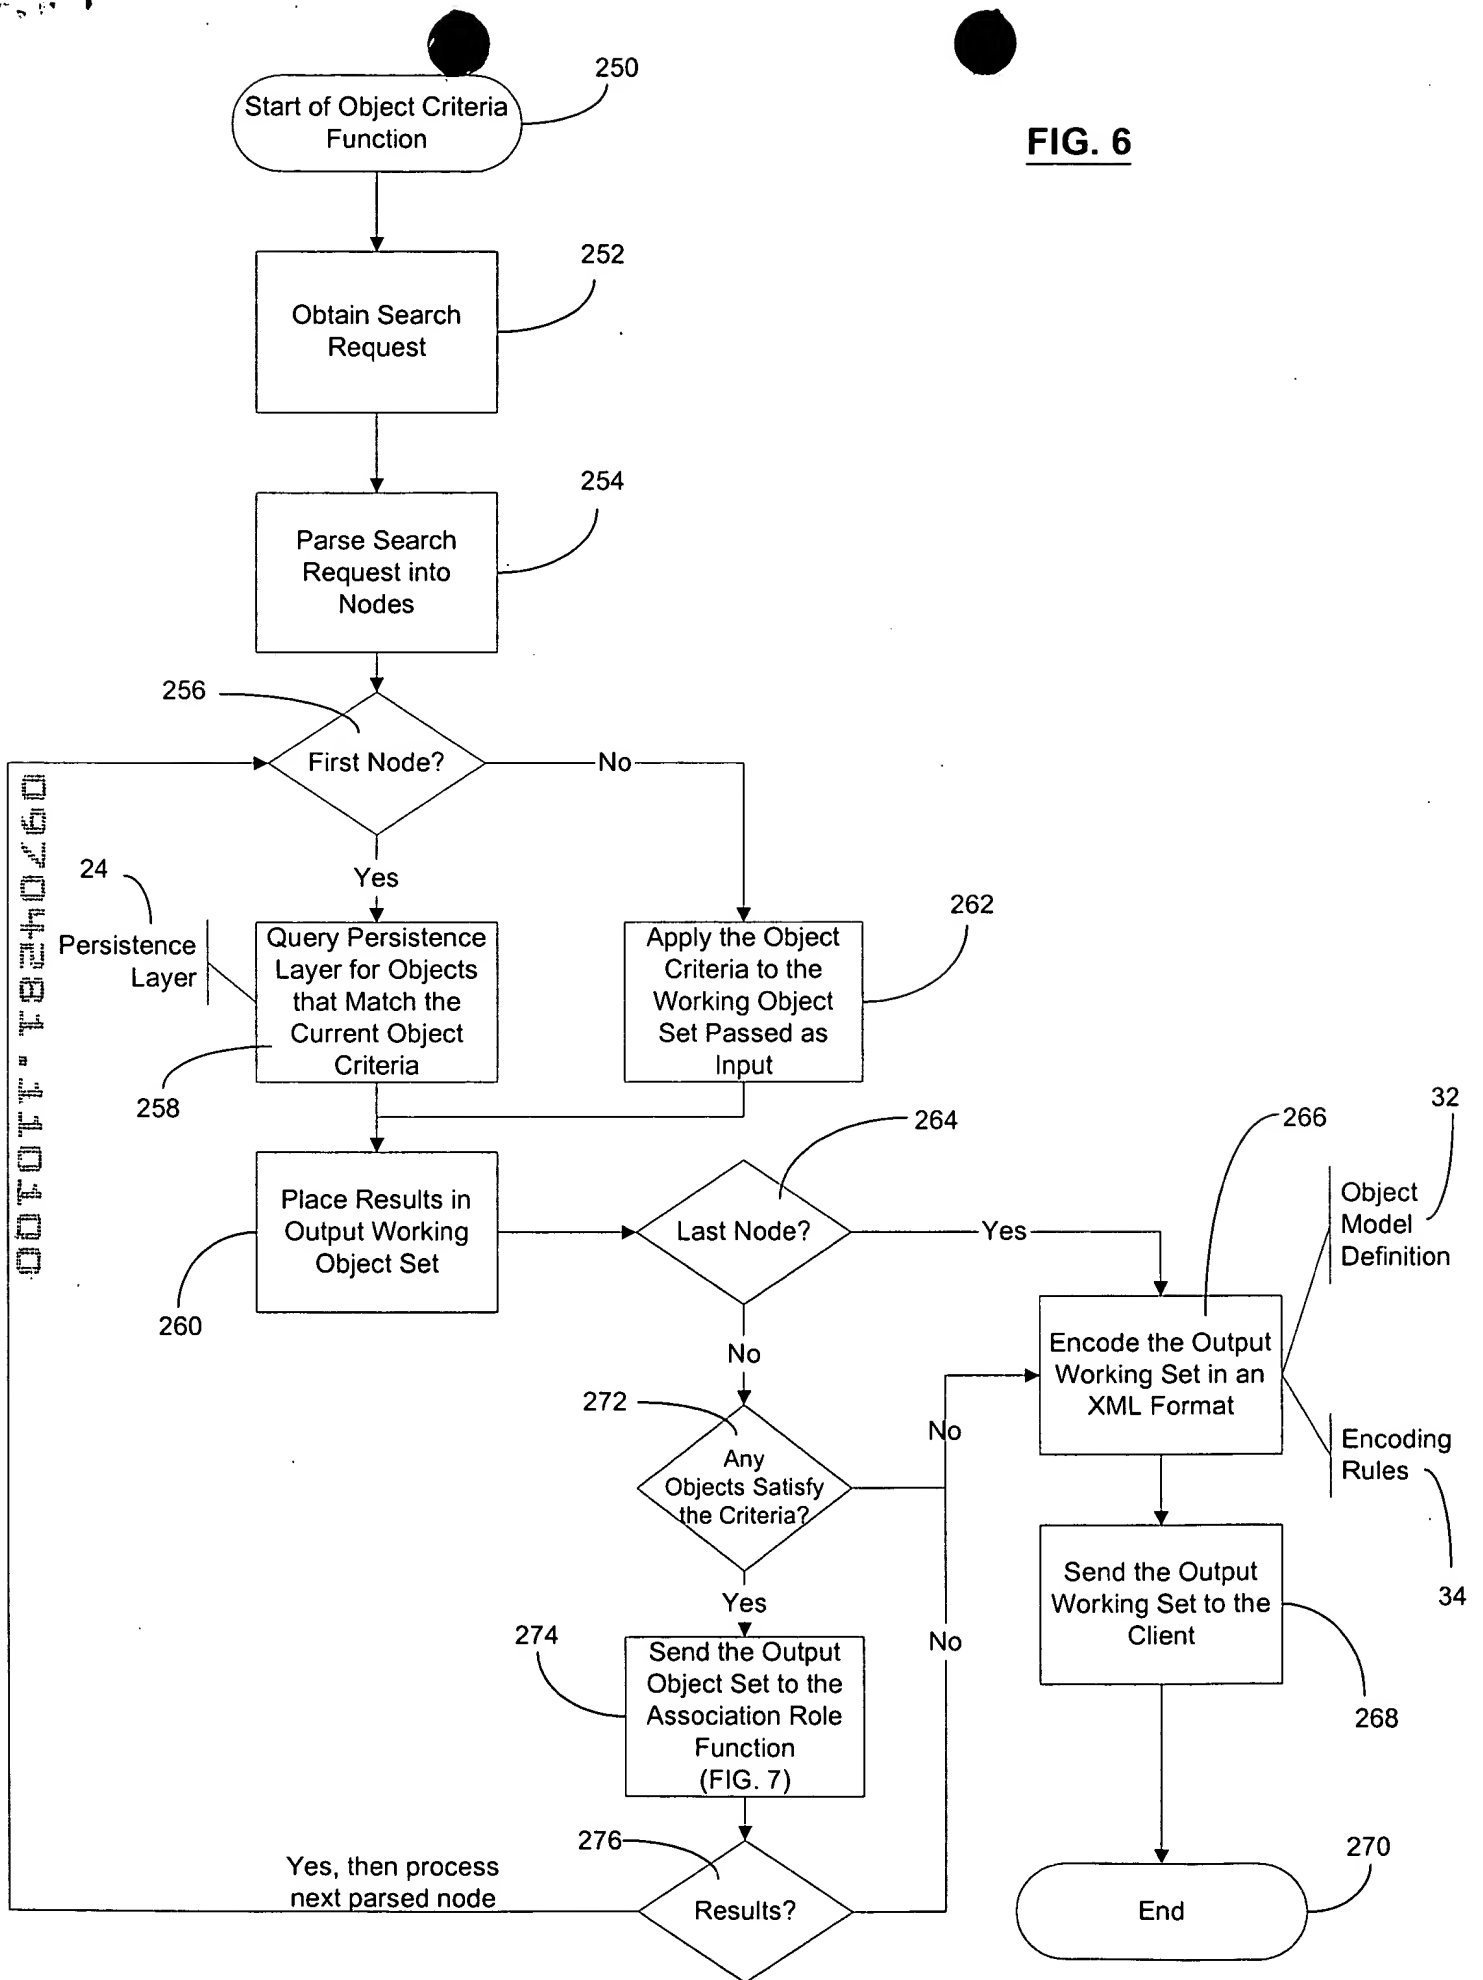 250
Start of Object Criteria
Function
FIG. 6
252
Obtain Search
Request
254
Parse Search
Request into
Nodes
256
First Node?
No
Yes
24
Persistence
Layer
Query Persistence
Layer for Objects
that Match the
Current Object
Criteria
258
262
Apply the Object
Criteria to the
Working Object
Set Passed as
Input
09704281.110100
Place Results in
Output Working
Object Set
260
264
Last Node?
Yes
No
266
32
Object
Model
Definition
Encode the Output
Working Set in an
XML Format
Encoding
Rules
34
272
Any
Objects Satisfy
the Criteria?
No
Yes
Send the Output
Working Set to the
Client
268
274
Send the Output
Object Set to the
Association Role
Function
(FIG. 7)
No
276
Results?
Yes, then process
next parsed node
270
End